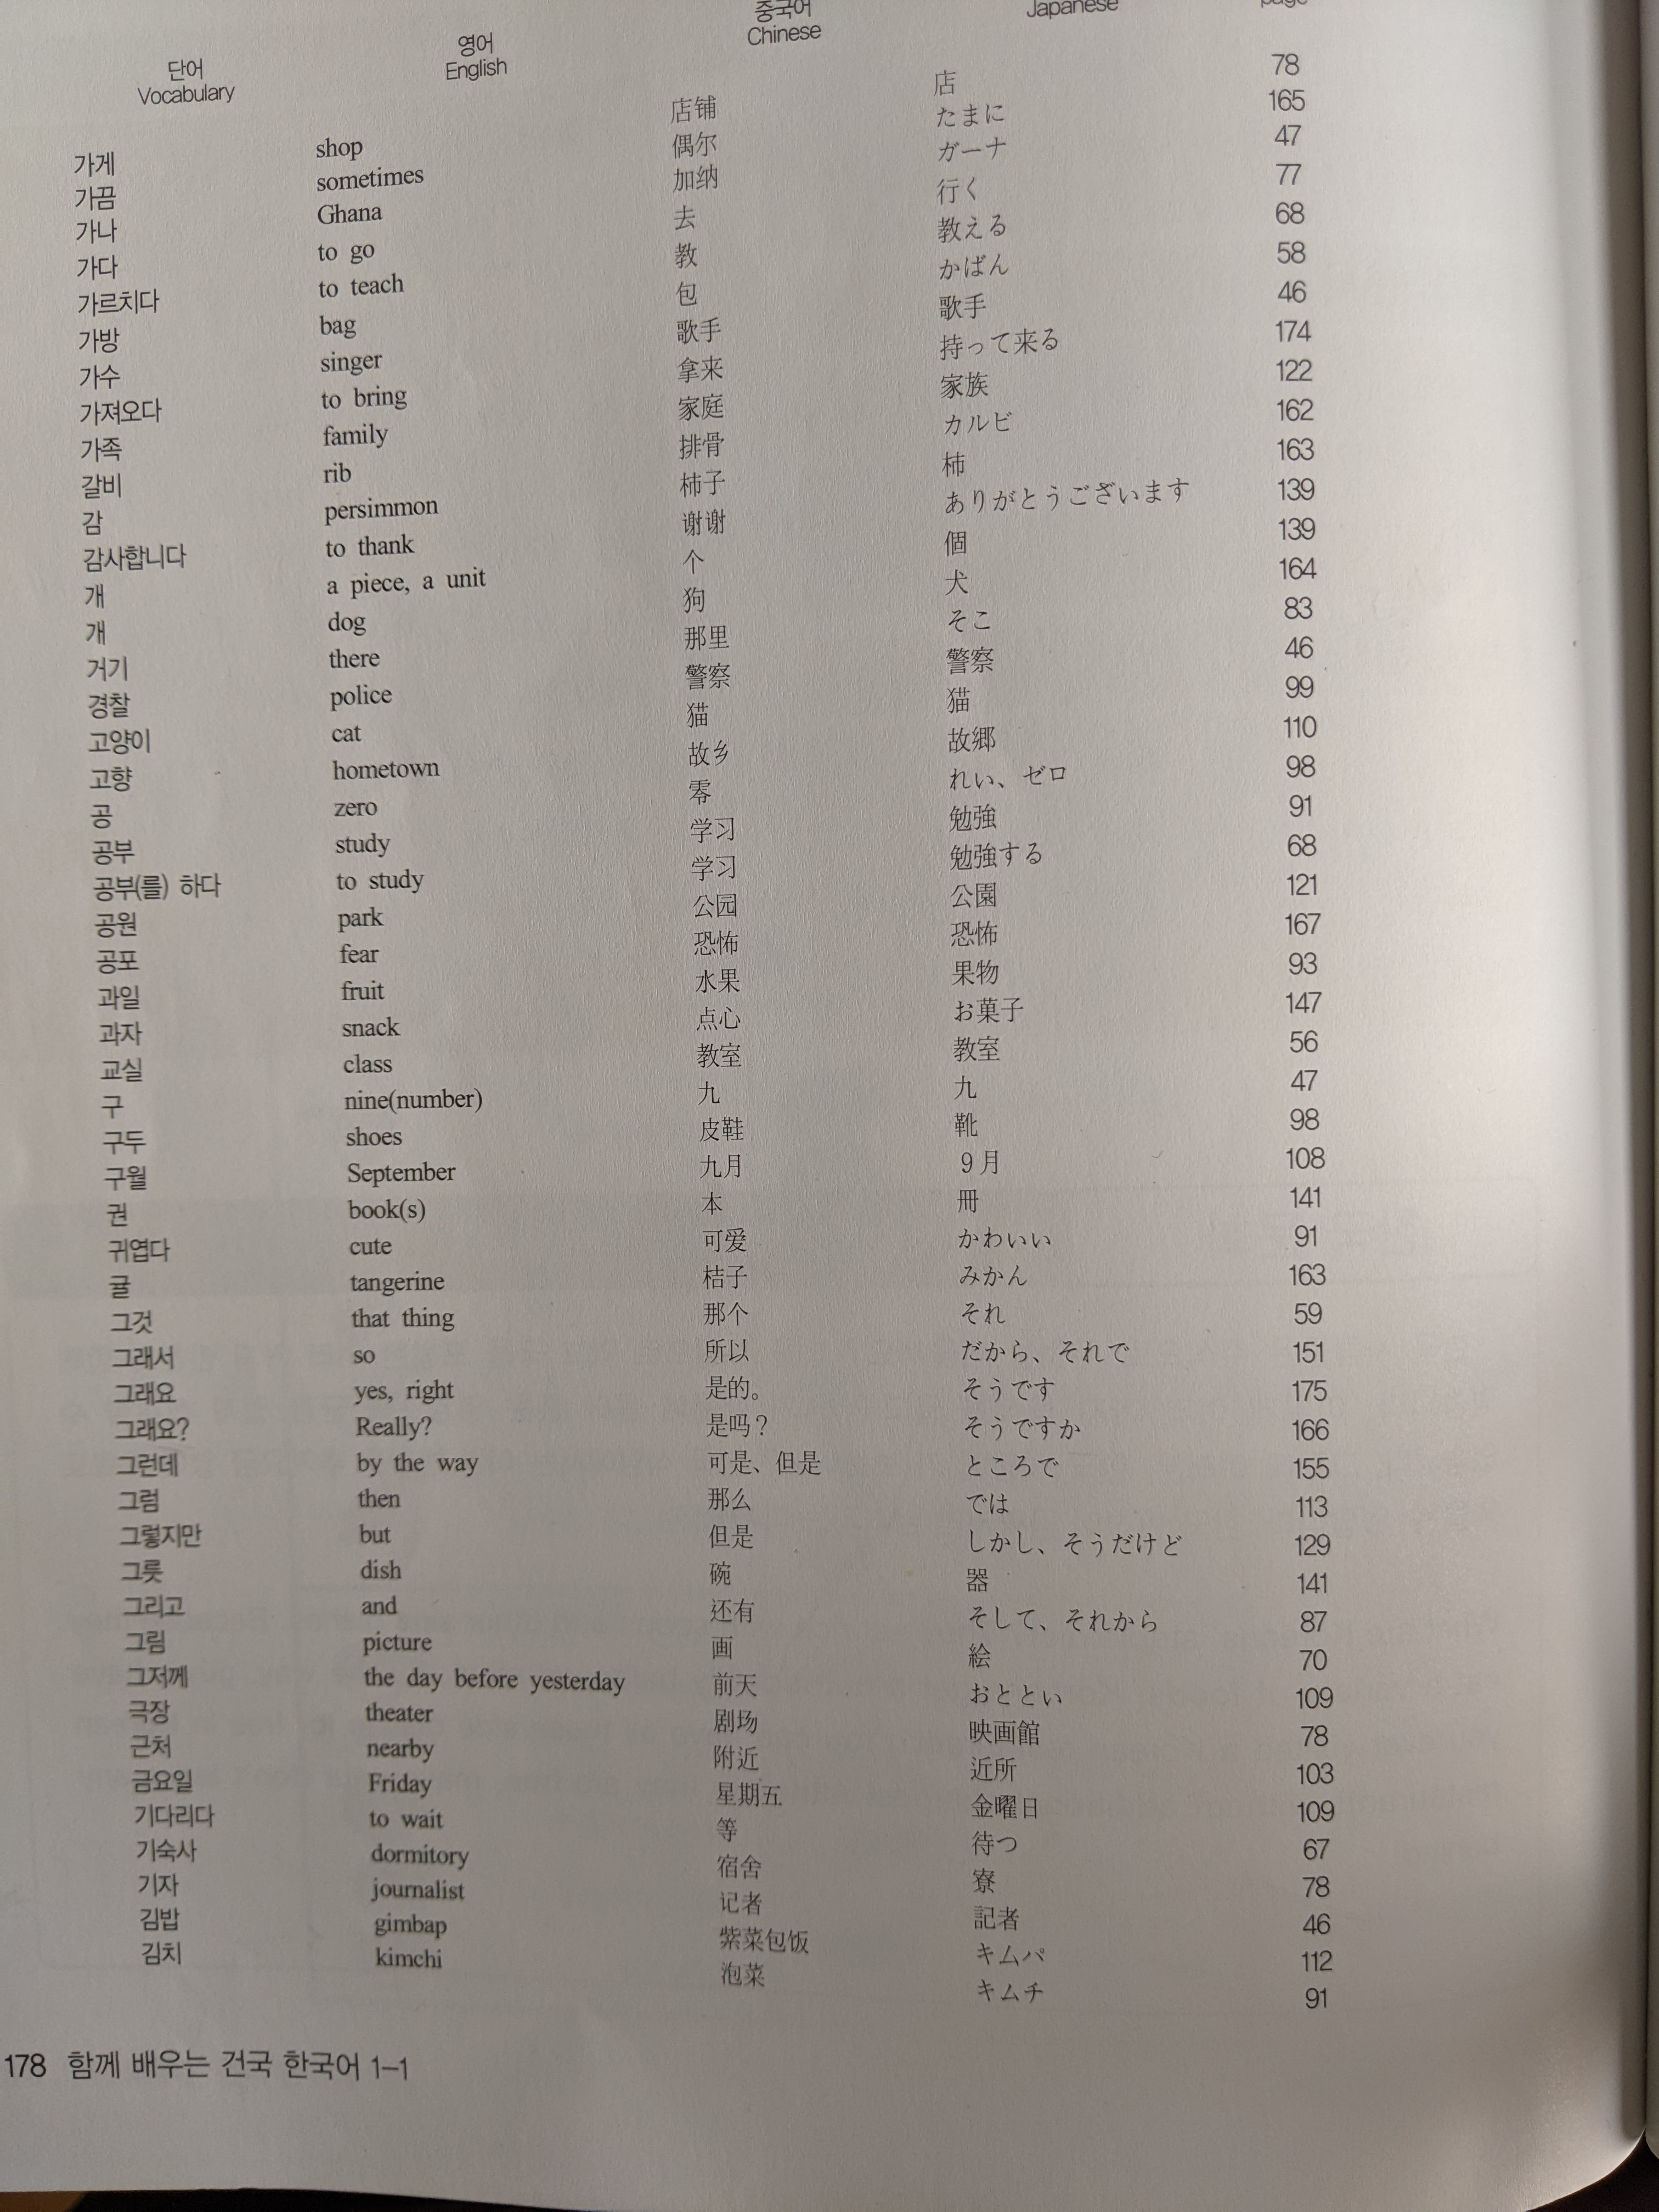 단어 영어 중국어 Japanese page
Vocabulary English Chinese
가게 shop 店铺 店 78
가끔 sometimes 偶尔 たまに 165
가나 Ghana 加纳 ガーナ 47
가다 to go 去 行く 77
가르치다 to teach 教 教える 68
가방 bag 包 かばん 58
가수 singer 歌手 歌手 46
가져오다 to bring 拿来 持って来る 174
가족 family 家庭 家族 122
갈비 rib 排骨 カルビ 162
감 persimmon 柿子 柿 163
감사합니다 to thank 谢谢 ありがとうございます 139
개 a piece, a unit 个 個 139
개 dog 狗 犬 164
거기 there 那里 そこ 83
경찰 police 警察 警察 46
고양이 cat 猫 猫 99
고향 hometown 故乡 故郷 110
공 zero 零 れい、ゼロ 98
공부 study 学习 勉強 91
공부(를) 하다 to study 学习 勉強する 68
공원 park 公园 公園 121
공포 fear 恐怖 恐怖 167
과일 fruit 水果 果物 93
과자 snack 点心 お菓子 147
교실 class 教室 教室 56
구 nine(number) 九 九 47
구두 shoes 皮鞋 靴 98
구월 September 九月 9月 108
권 book(s) 本 冊 141
귀엽다 cute 可爱 かわいい 91
귤 tangerine 桔子 みかん 163
그것 that thing 那个 それ 59
그래서 so 所以 だから、それで 151
그래요 yes, right 是的。 そうです 175
그래요? Really? 是吗？ そうですか 166
그런데 by the way 可是、但是 ところで 155
그럼 then 那么 では 113
그렇지만 but 但是 しかし、そうだけど 129
그릇 dish 碗 器 141
그리고 and 还有 そして、それから 87
그림 picture 画 絵 70
그저께 the day before yesterday 前天 おととい 109
극장 theater 剧场 映画館 78
근처 nearby 附近 近所 103
금요일 Friday 星期五 金曜日 109
기다리다 to wait 等 待つ 67
기숙사 dormitory 宿舍 寮 78
기자 journalist 记者 記者 46
김밥 gimbap 紫菜包饭 キムパ 112
김치 kimchi 泡菜 キムチ 91
178 함께 배우는 건국 한국어 1-1